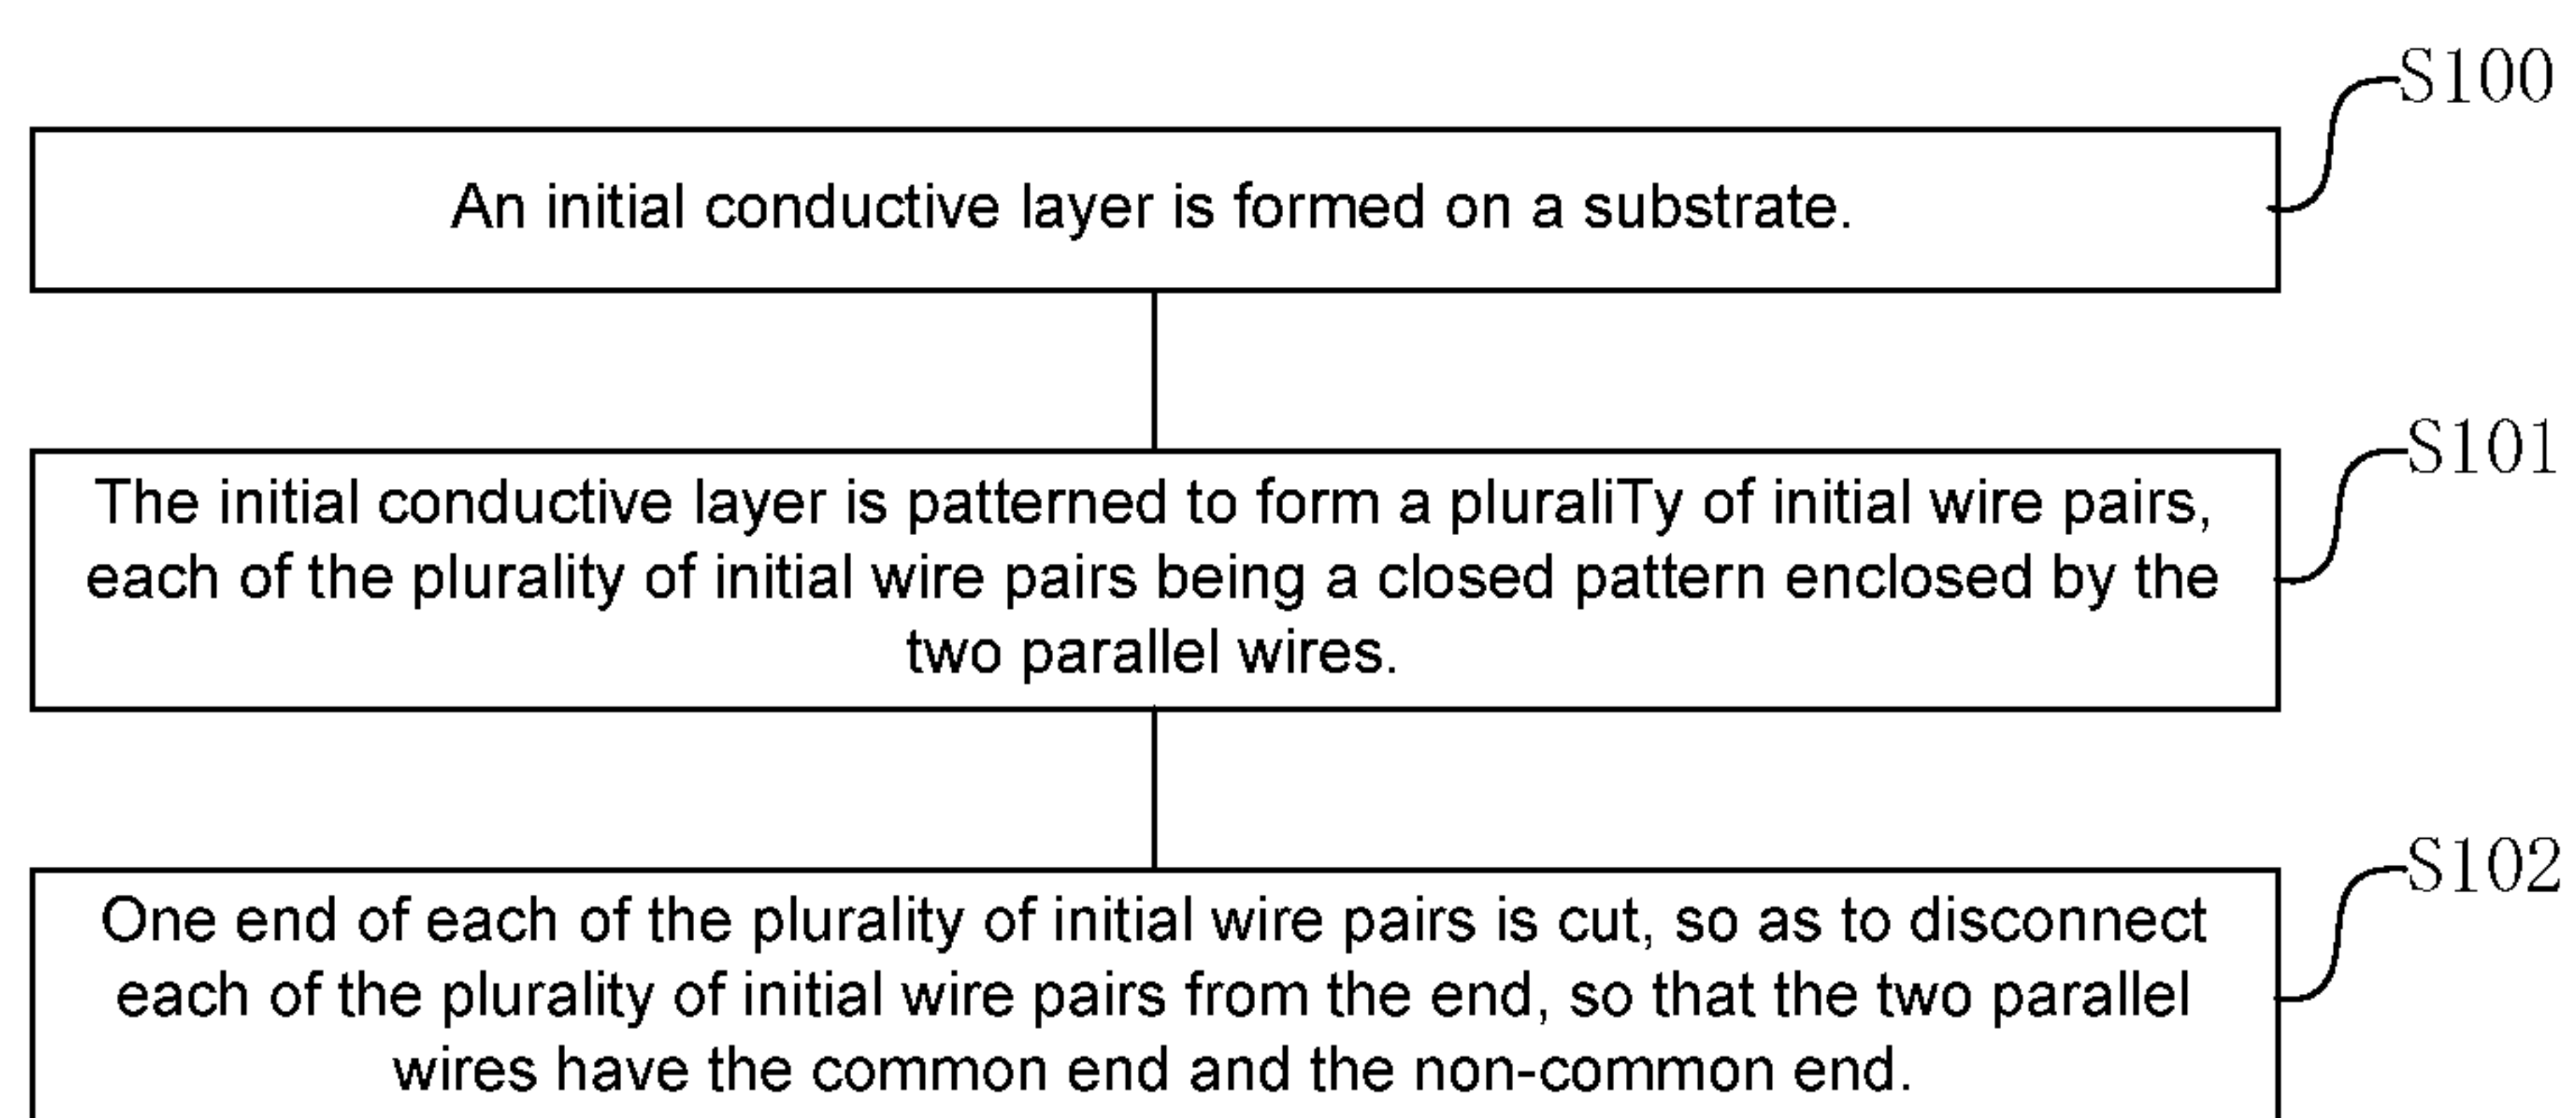 S100
An initial conductive layer is formed on a substrate.
S101
The initial conductive layer is patterned to form a pluraliTy of initial wire pairs,
each of the plurality of initial wire pairs being a closed pattern enclosed by the
two parallel wires.
S102
One end of each of the plurality of initial wire pairs is cut, so as to disconnect
each of the plurality of initial wire pairs from the end, so that the two parallel
wires have the common end and the non-common end.